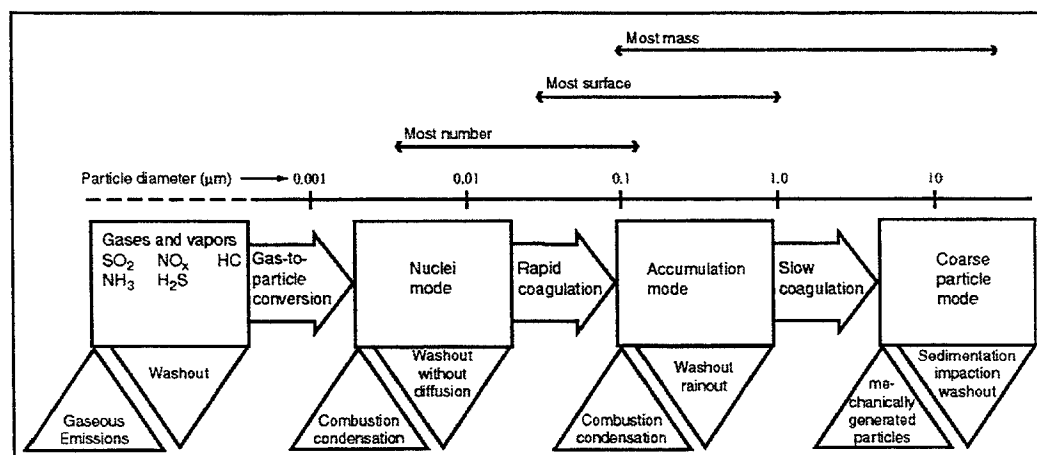 Most mass
Most surface
Most number
Particle diameter (μm) 0.001 0.01 0.1 1.0 10
Gases and vapors
SO₂ NOₓ HC
NH₃ H₂S
Gas-to-
particle
conversion
Nuclei
mode
Rapid
coagulation
Accumulation
mode
Slow
coagulation
Coarse
particle
mode
Gaseous
Emissions
Washout
Combustion
condensation
Washout
without
diffusion
Combustion
condensation
Washout
rainout
me-
chanically
generated
particles
Sedimentation
impaction
washout